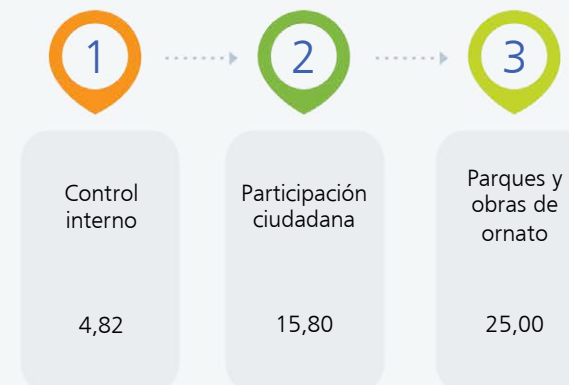 1
2
3
Control
interno
4,82
Participación
ciudadana
15,80
Parques y
obras de
ornato
25,00